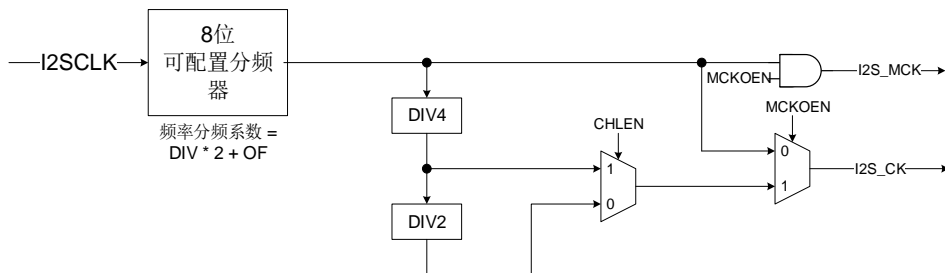 I2SCLK
8位
可配置分频
器
频率分频系数 =
DIV * 2 + OF
MCKOEN
I2S_MCK
DIV4
CHLEN
MCKOEN
0
1
I2S_CK
1
0
DIV2